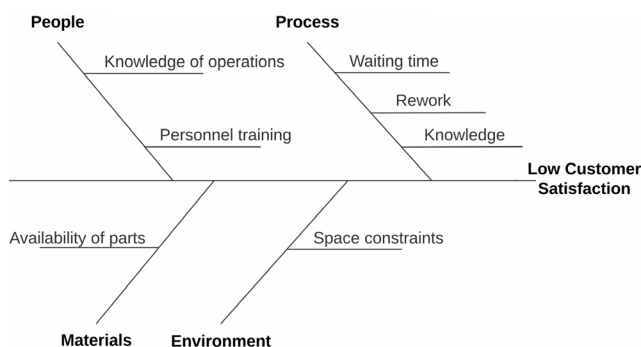 People
Process
Knowledge of operations
Waiting time
Rework
Personnel training
Knowledge
Low Customer
Satisfaction
Availability of parts
Space constraints
Materials
Environment